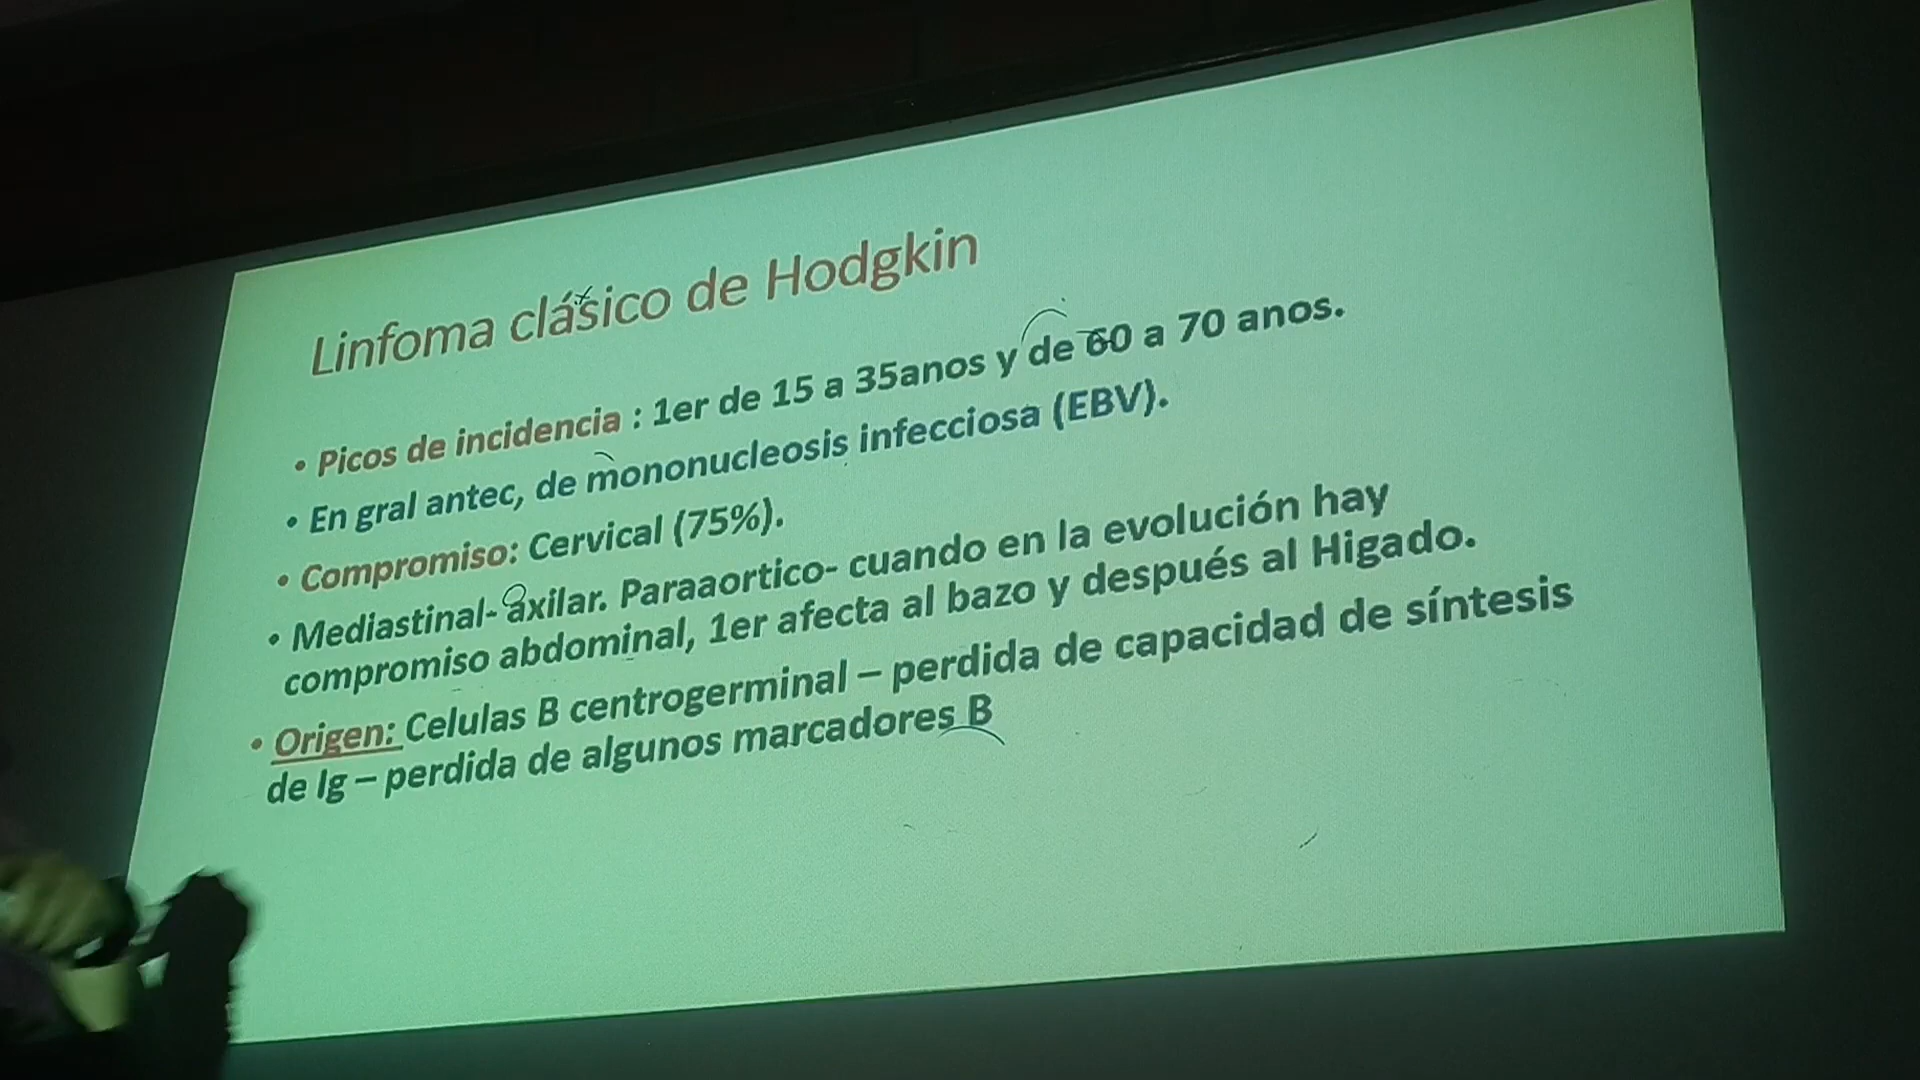 Linfoma clásico de Hodgkin
• Picos de incidencia : 1er de 15 a 35anos y de 60 a 70 anos.
• En gral antec, de mononucleosis infecciosa (EBV).
• Compromiso: Cervical (75%).
• Mediastinal- axilar. Paraaortico- cuando en la evolución hay
compromiso abdominal, 1er afecta al bazo y después al Higado.
• Origen: Celulas B centrogerminal – perdida de capacidad de síntesis
de Ig – perdida de algunos marcadores B